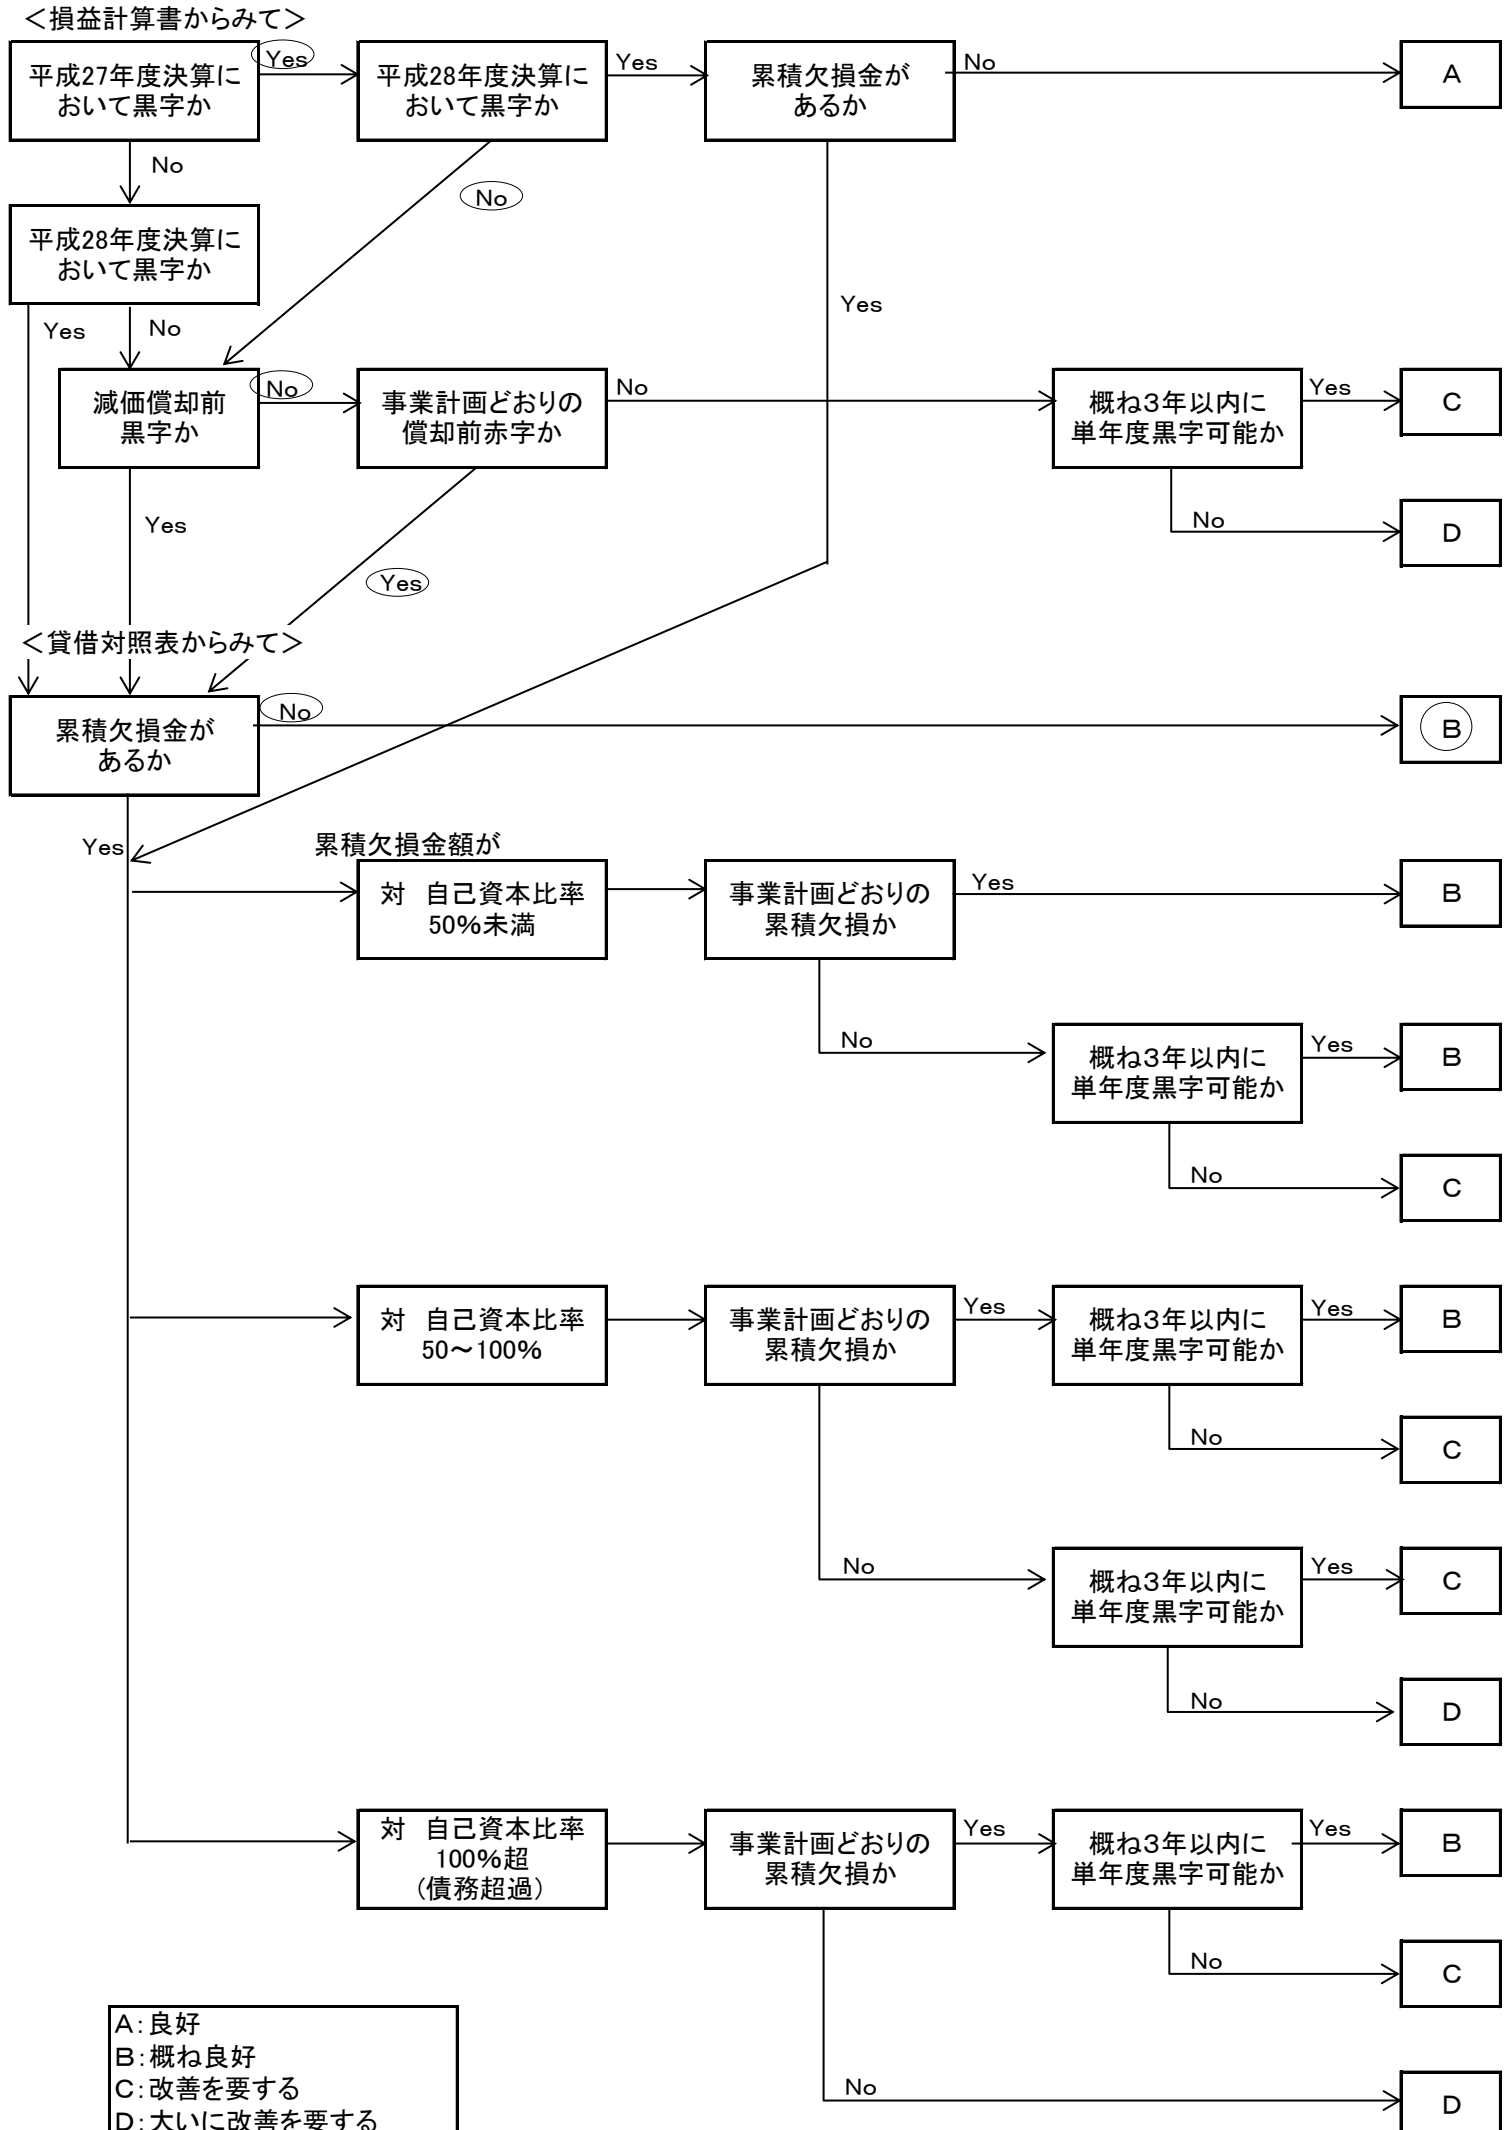 ＜損益計算書からみて＞
平成27年度決算に
おいて黒字か
Yes
平成28年度決算に
おいて黒字か
Yes
累積欠損金が
あるか
No
A
No
No
平成28年度決算に
おいて黒字か
Yes
Yes
No
減価償却前
黒字か
No
事業計画どおりの
償却前赤字か
No
概ね3年以内に
単年度黒字可能か
Yes
C
Yes
No
D
Yes
＜貸借対照表からみて＞
累積欠損金が
あるか
No
B
Yes
累積欠損金額が
対　自己資本比率
50%未満
事業計画どおりの
累積欠損か
Yes
B
No
概ね3年以内に
単年度黒字可能か
Yes
B
No
C
対　自己資本比率
50～100%
事業計画どおりの
累積欠損か
Yes
概ね3年以内に
単年度黒字可能か
Yes
B
No
C
No
概ね3年以内に
単年度黒字可能か
Yes
C
No
D
対　自己資本比率
100%超
(債務超過)
事業計画どおりの
累積欠損か
Yes
概ね3年以内に
単年度黒字可能か
Yes
B
No
C
No
D
A：良好
B：概ね良好
C：改善を要する
D：大いに改善を要する